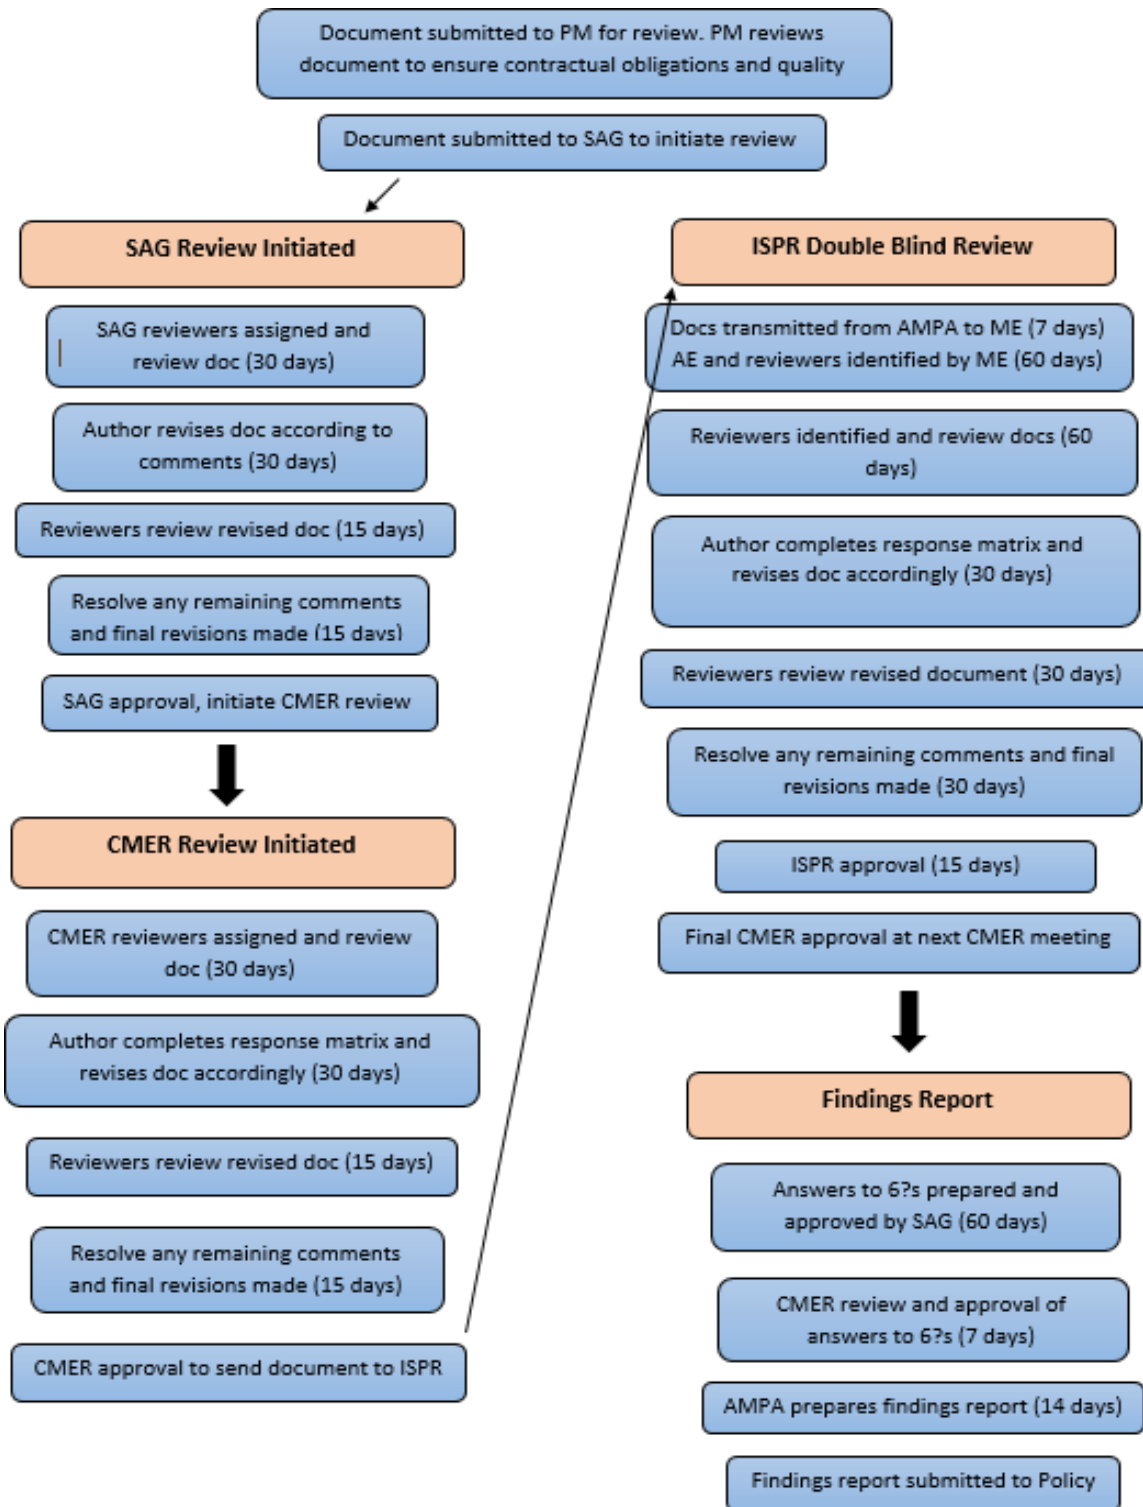 Document submitted to PM for review. PM reviews
document to ensure contractual obligations and quality
Document submitted to SAG to initiate review
SAG Review Initiated
SAG reviewers assigned and
review doc (30 days)
Author revises doc according to
comments (30 days)
Reviewers review revised doc (15 days)
Resolve any remaining comments
and final revisions made (15 days)
SAG approval, initiate CMER review
CMER Review Initiated
CMER reviewers assigned and review
doc (30 days)
Author completes response matrix and
revises doc accordingly (30 days)
Reviewers review revised doc (15 days)
Resolve any remaining comments
and final revisions made (15 days)
CMER approval to send document to ISPR
ISPR Double Blind Review
Docs transmitted from AMPA to ME (7 days)
AE and reviewers identified by ME (60 days)
Reviewers identified and review docs (60
days)
Author completes response matrix and
revises doc accordingly (30 days)
Reviewers review revised document (30 days)
Resolve any remaining comments and final
revisions made (30 days)
ISPR approval (15 days)
Final CMER approval at next CMER meeting
Findings Report
Answers to 6?s prepared and
approved by SAG (60 days)
CMER review and approval of
answers to 6?s (7 days)
AMPA prepares findings report (14 days)
Findings report submitted to Policy